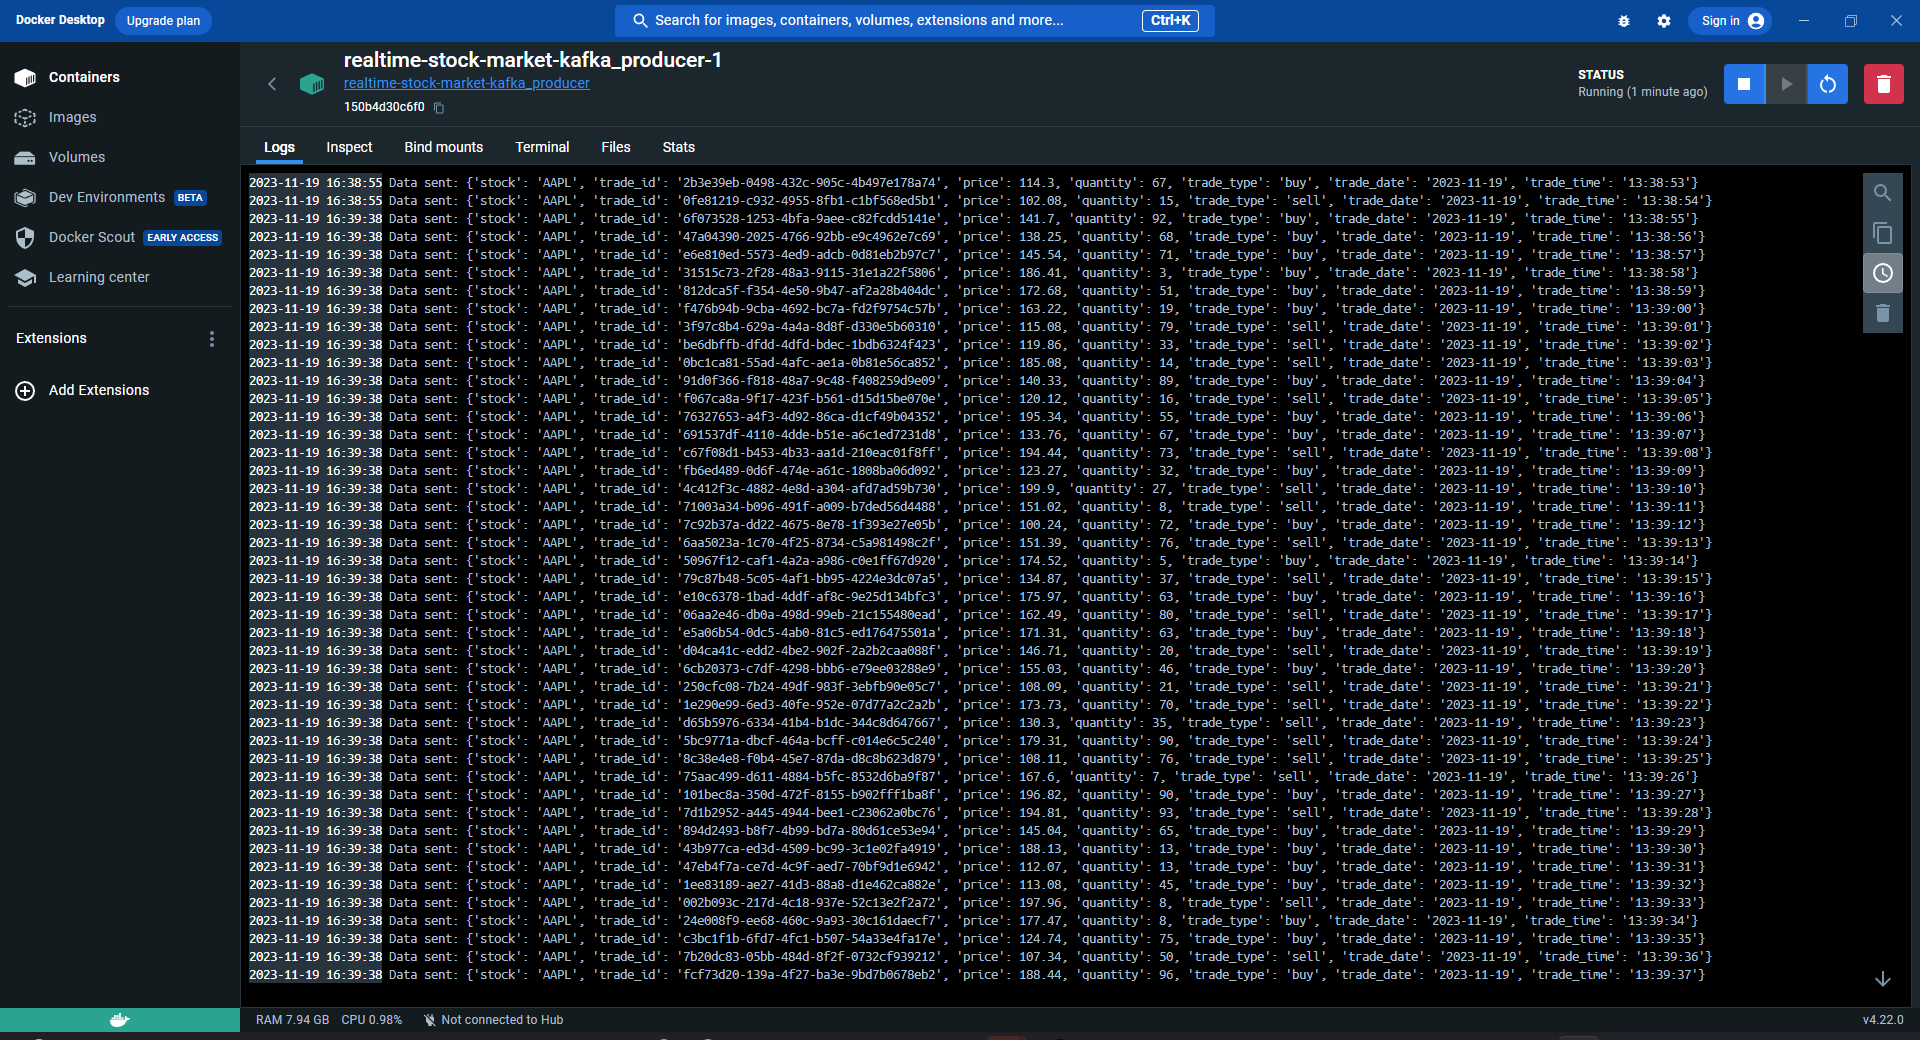 Docker Desktop Upgrade plan Search for images, containers, volumes, extensions and more... Ctrl+K Sign in
Containers
Images
Volumes
Dev Environments BETA
Docker Scout EARLY ACCESS
Learning center
Extensions
Add Extensions
realtime-stock-market-kafka_producer-1
realtime-stock-market-kafka_producer
150b4d30c6f0
STATUS
Running (1 minute ago)
Logs Inspect Bind mounts Terminal Files Stats
2023-11-19 16:38:55 Data sent: {'stock': 'AAPL', 'trade_id': '2b3e39eb-0498-432c-905c-4b497e178a74', 'price': 114.3, 'quantity': 67, 'trade_type': 'buy', 'trade_date': '2023-11-19', 'trade_time': '13:38:53'}
2023-11-19 16:38:55 Data sent: {'stock': 'AAPL', 'trade_id': '0fe81219-c932-4955-8fb1-c1bf568ed5b1', 'price': 102.08, 'quantity': 15, 'trade_type': 'sell', 'trade_date': '2023-11-19', 'trade_time': '13:38:54'}
2023-11-19 16:39:38 Data sent: {'stock': 'AAPL', 'trade_id': '6f073528-1253-4bfa-9aee-c82fcdd5141e', 'price': 141.7, 'quantity': 92, 'trade_type': 'buy', 'trade_date': '2023-11-19', 'trade_time': '13:38:55'}
2023-11-19 16:39:38 Data sent: {'stock': 'AAPL', 'trade_id': '47a04390-2025-4766-92bb-e9c4962e7c69', 'price': 138.25, 'quantity': 68, 'trade_type': 'buy', 'trade_date': '2023-11-19', 'trade_time': '13:38:56'}
2023-11-19 16:39:38 Data sent: {'stock': 'AAPL', 'trade_id': 'e6e810ed-5573-4ed9-adcb-0d81eb2b97c7', 'price': 145.54, 'quantity': 71, 'trade_type': 'buy', 'trade_date': '2023-11-19', 'trade_time': '13:38:57'}
2023-11-19 16:39:38 Data sent: {'stock': 'AAPL', 'trade_id': '31515c73-2f28-48a3-9115-31e1a22f5806', 'price': 186.41, 'quantity': 3, 'trade_type': 'buy', 'trade_date': '2023-11-19', 'trade_time': '13:38:58'}
2023-11-19 16:39:38 Data sent: {'stock': 'AAPL', 'trade_id': '812dca5f-f354-4e50-9b47-af2a28b404dc', 'price': 172.68, 'quantity': 51, 'trade_type': 'buy', 'trade_date': '2023-11-19', 'trade_time': '13:38:59'}
2023-11-19 16:39:38 Data sent: {'stock': 'AAPL', 'trade_id': 'f476b94b-9cba-4692-bc7a-fd2f9754c57b', 'price': 163.22, 'quantity': 19, 'trade_type': 'buy', 'trade_date': '2023-11-19', 'trade_time': '13:39:00'}
2023-11-19 16:39:38 Data sent: {'stock': 'AAPL', 'trade_id': '3f97c8b4-629a-4a4a-8d8f-d330e5b60310', 'price': 115.08, 'quantity': 79, 'trade_type': 'sell', 'trade_date': '2023-11-19', 'trade_time': '13:39:01'}
2023-11-19 16:39:38 Data sent: {'stock': 'AAPL', 'trade_id': 'be6dbffb-dfdd-4dfd-bdec-1bdb6324f423', 'price': 119.86, 'quantity': 33, 'trade_type': 'sell', 'trade_date': '2023-11-19', 'trade_time': '13:39:02'}
2023-11-19 16:39:38 Data sent: {'stock': 'AAPL', 'trade_id': '0bc1ca81-55ad-4afc-ae1a-0b81e56ca852', 'price': 185.08, 'quantity': 14, 'trade_type': 'sell', 'trade_date': '2023-11-19', 'trade_time': '13:39:03'}
2023-11-19 16:39:38 Data sent: {'stock': 'AAPL', 'trade_id': '91d0f366-f818-48a7-9c48-f408259d9e09', 'price': 140.33, 'quantity': 89, 'trade_type': 'buy', 'trade_date': '2023-11-19', 'trade_time': '13:39:04'}
2023-11-19 16:39:38 Data sent: {'stock': 'AAPL', 'trade_id': 'f067ca8a-9f17-423f-b561-d15d15be070e', 'price': 120.12, 'quantity': 16, 'trade_type': 'sell', 'trade_date': '2023-11-19', 'trade_time': '13:39:05'}
2023-11-19 16:39:38 Data sent: {'stock': 'AAPL', 'trade_id': '76327653-a4f3-4d92-86ca-d1cf49b04352', 'price': 195.34, 'quantity': 55, 'trade_type': 'buy', 'trade_date': '2023-11-19', 'trade_time': '13:39:06'}
2023-11-19 16:39:38 Data sent: {'stock': 'AAPL', 'trade_id': '691537df-4110-4dde-b51e-a6c1ed7231d8', 'price': 133.76, 'quantity': 67, 'trade_type': 'buy', 'trade_date': '2023-11-19', 'trade_time': '13:39:07'}
2023-11-19 16:39:38 Data sent: {'stock': 'AAPL', 'trade_id': 'c67f08d1-b453-4b33-aa1d-210eac01f8ff', 'price': 194.44, 'quantity': 73, 'trade_type': 'sell', 'trade_date': '2023-11-19', 'trade_time': '13:39:08'}
2023-11-19 16:39:38 Data sent: {'stock': 'AAPL', 'trade_id': 'fb6ed489-0d6f-474e-a61c-1808ba06d092', 'price': 123.27, 'quantity': 32, 'trade_type': 'buy', 'trade_date': '2023-11-19', 'trade_time': '13:39:09'}
2023-11-19 16:39:38 Data sent: {'stock': 'AAPL', 'trade_id': '4c412f3c-4882-4e8d-a304-afd7ad59b730', 'price': 199.9, 'quantity': 27, 'trade_type': 'sell', 'trade_date': '2023-11-19', 'trade_time': '13:39:10'}
2023-11-19 16:39:38 Data sent: {'stock': 'AAPL', 'trade_id': '71003a34-b096-491f-a009-b7ded56d4488', 'price': 151.02, 'quantity': 8, 'trade_type': 'sell', 'trade_date': '2023-11-19', 'trade_time': '13:39:11'}
2023-11-19 16:39:38 Data sent: {'stock': 'AAPL', 'trade_id': '7c92b37a-dd22-4675-8e78-1f393e27e05b', 'price': 100.24, 'quantity': 72, 'trade_type': 'buy', 'trade_date': '2023-11-19', 'trade_time': '13:39:12'}
2023-11-19 16:39:38 Data sent: {'stock': 'AAPL', 'trade_id': '6aa5023a-1c70-4f25-8734-c5a981498c2f', 'price': 151.39, 'quantity': 76, 'trade_type': 'sell', 'trade_date': '2023-11-19', 'trade_time': '13:39:13'}
2023-11-19 16:39:38 Data sent: {'stock': 'AAPL', 'trade_id': '50967f12-caf1-4a2a-a986-c0e1ff67d920', 'price': 174.52, 'quantity': 5, 'trade_type': 'buy', 'trade_date': '2023-11-19', 'trade_time': '13:39:14'}
2023-11-19 16:39:38 Data sent: {'stock': 'AAPL', 'trade_id': '79c87b48-5c05-4af1-bb95-4224e3dc07a5', 'price': 134.87, 'quantity': 37, 'trade_type': 'sell', 'trade_date': '2023-11-19', 'trade_time': '13:39:15'}
2023-11-19 16:39:38 Data sent: {'stock': 'AAPL', 'trade_id': 'e10c6378-1bad-4ddf-af8c-9e25d134bfc3', 'price': 175.97, 'quantity': 63, 'trade_type': 'buy', 'trade_date': '2023-11-19', 'trade_time': '13:39:16'}
2023-11-19 16:39:38 Data sent: {'stock': 'AAPL', 'trade_id': '06aa2e46-db0a-498d-99eb-21c155480ead', 'price': 162.49, 'quantity': 80, 'trade_type': 'sell', 'trade_date': '2023-11-19', 'trade_time': '13:39:17'}
2023-11-19 16:39:38 Data sent: {'stock': 'AAPL', 'trade_id': 'e5a06b54-0dc5-4ab0-81c5-ed176475501a', 'price': 171.31, 'quantity': 63, 'trade_type': 'buy', 'trade_date': '2023-11-19', 'trade_time': '13:39:18'}
2023-11-19 16:39:38 Data sent: {'stock': 'AAPL', 'trade_id': 'd04ca41c-edd2-4be2-902f-2a2b2caa088f', 'price': 146.71, 'quantity': 20, 'trade_type': 'sell', 'trade_date': '2023-11-19', 'trade_time': '13:39:19'}
2023-11-19 16:39:38 Data sent: {'stock': 'AAPL', 'trade_id': '6cb20373-c7df-4298-bbb6-e79ee03288e9', 'price': 155.03, 'quantity': 46, 'trade_type': 'buy', 'trade_date': '2023-11-19', 'trade_time': '13:39:20'}
2023-11-19 16:39:38 Data sent: {'stock': 'AAPL', 'trade_id': '250cfc08-7b24-49df-983f-3ebfb90e05c7', 'price': 108.09, 'quantity': 21, 'trade_type': 'sell', 'trade_date': '2023-11-19', 'trade_time': '13:39:21'}
2023-11-19 16:39:38 Data sent: {'stock': 'AAPL', 'trade_id': '1e290e99-6ed3-40fe-952e-07d77a2c2a2b', 'price': 173.73, 'quantity': 70, 'trade_type': 'sell', 'trade_date': '2023-11-19', 'trade_time': '13:39:22'}
2023-11-19 16:39:38 Data sent: {'stock': 'AAPL', 'trade_id': 'd65b5976-6334-41b4-b1dc-344c8d647667', 'price': 130.3, 'quantity': 35, 'trade_type': 'sell', 'trade_date': '2023-11-19', 'trade_time': '13:39:23'}
2023-11-19 16:39:38 Data sent: {'stock': 'AAPL', 'trade_id': '5bc9771a-dbcf-464a-bcff-c014e6c5c240', 'price': 179.31, 'quantity': 90, 'trade_type': 'sell', 'trade_date': '2023-11-19', 'trade_time': '13:39:24'}
2023-11-19 16:39:38 Data sent: {'stock': 'AAPL', 'trade_id': '8c38e4e8-f0b4-45e7-87da-d8c8b623d879', 'price': 108.11, 'quantity': 76, 'trade_type': 'sell', 'trade_date': '2023-11-19', 'trade_time': '13:39:25'}
2023-11-19 16:39:38 Data sent: {'stock': 'AAPL', 'trade_id': '75aac499-d611-4884-b5fc-8532d6ba9f87', 'price': 167.6, 'quantity': 7, 'trade_type': 'sell', 'trade_date': '2023-11-19', 'trade_time': '13:39:26'}
2023-11-19 16:39:38 Data sent: {'stock': 'AAPL', 'trade_id': '101bec8a-350d-472f-8155-b902fff1ba8f', 'price': 196.82, 'quantity': 90, 'trade_type': 'buy', 'trade_date': '2023-11-19', 'trade_time': '13:39:27'}
2023-11-19 16:39:38 Data sent: {'stock': 'AAPL', 'trade_id': '7d1b2952-a445-4944-bee1-c23062a0bc76', 'price': 194.81, 'quantity': 93, 'trade_type': 'sell', 'trade_date': '2023-11-19', 'trade_time': '13:39:28'}
2023-11-19 16:39:38 Data sent: {'stock': 'AAPL', 'trade_id': '894d2493-b8f7-4b99-bd7a-80d61ce53e94', 'price': 145.04, 'quantity': 65, 'trade_type': 'buy', 'trade_date': '2023-11-19', 'trade_time': '13:39:29'}
2023-11-19 16:39:38 Data sent: {'stock': 'AAPL', 'trade_id': '43b977ca-ed3d-4509-bc99-3c1e02fa4919', 'price': 188.13, 'quantity': 13, 'trade_type': 'buy', 'trade_date': '2023-11-19', 'trade_time': '13:39:30'}
2023-11-19 16:39:38 Data sent: {'stock': 'AAPL', 'trade_id': '47eb4f7a-ce7d-4c9f-aed7-70bf9d1e6942', 'price': 112.07, 'quantity': 13, 'trade_type': 'buy', 'trade_date': '2023-11-19', 'trade_time': '13:39:31'}
2023-11-19 16:39:38 Data sent: {'stock': 'AAPL', 'trade_id': '1ee83189-ae27-41d3-88a8-d1e462ca882e', 'price': 113.08, 'quantity': 45, 'trade_type': 'buy', 'trade_date': '2023-11-19', 'trade_time': '13:39:32'}
2023-11-19 16:39:38 Data sent: {'stock': 'AAPL', 'trade_id': '002b093c-217d-4c18-937e-52c13e2f2a72', 'price': 197.96, 'quantity': 8, 'trade_type': 'sell', 'trade_date': '2023-11-19', 'trade_time': '13:39:33'}
2023-11-19 16:39:38 Data sent: {'stock': 'AAPL', 'trade_id': '24e008f9-ee68-460c-9a93-30c161daecf7', 'price': 177.47, 'quantity': 8, 'trade_type': 'buy', 'trade_date': '2023-11-19', 'trade_time': '13:39:34'}
2023-11-19 16:39:38 Data sent: {'stock': 'AAPL', 'trade_id': 'c3bc1f1b-6fd7-4fc1-b507-54a33e4fa17e', 'price': 124.74, 'quantity': 75, 'trade_type': 'buy', 'trade_date': '2023-11-19', 'trade_time': '13:39:35'}
2023-11-19 16:39:38 Data sent: {'stock': 'AAPL', 'trade_id': '7b20dc83-05bb-484d-8f2f-0732cf939212', 'price': 107.34, 'quantity': 50, 'trade_type': 'sell', 'trade_date': '2023-11-19', 'trade_time': '13:39:36'}
2023-11-19 16:39:38 Data sent: {'stock': 'AAPL', 'trade_id': 'fcf73d20-139a-4f27-ba3e-9bd7b0678eb2', 'price': 188.44, 'quantity': 96, 'trade_type': 'buy', 'trade_date': '2023-11-19', 'trade_time': '13:39:37'}
RAM 7.94 GB CPU 0.98% Not connected to Hub v4.22.0